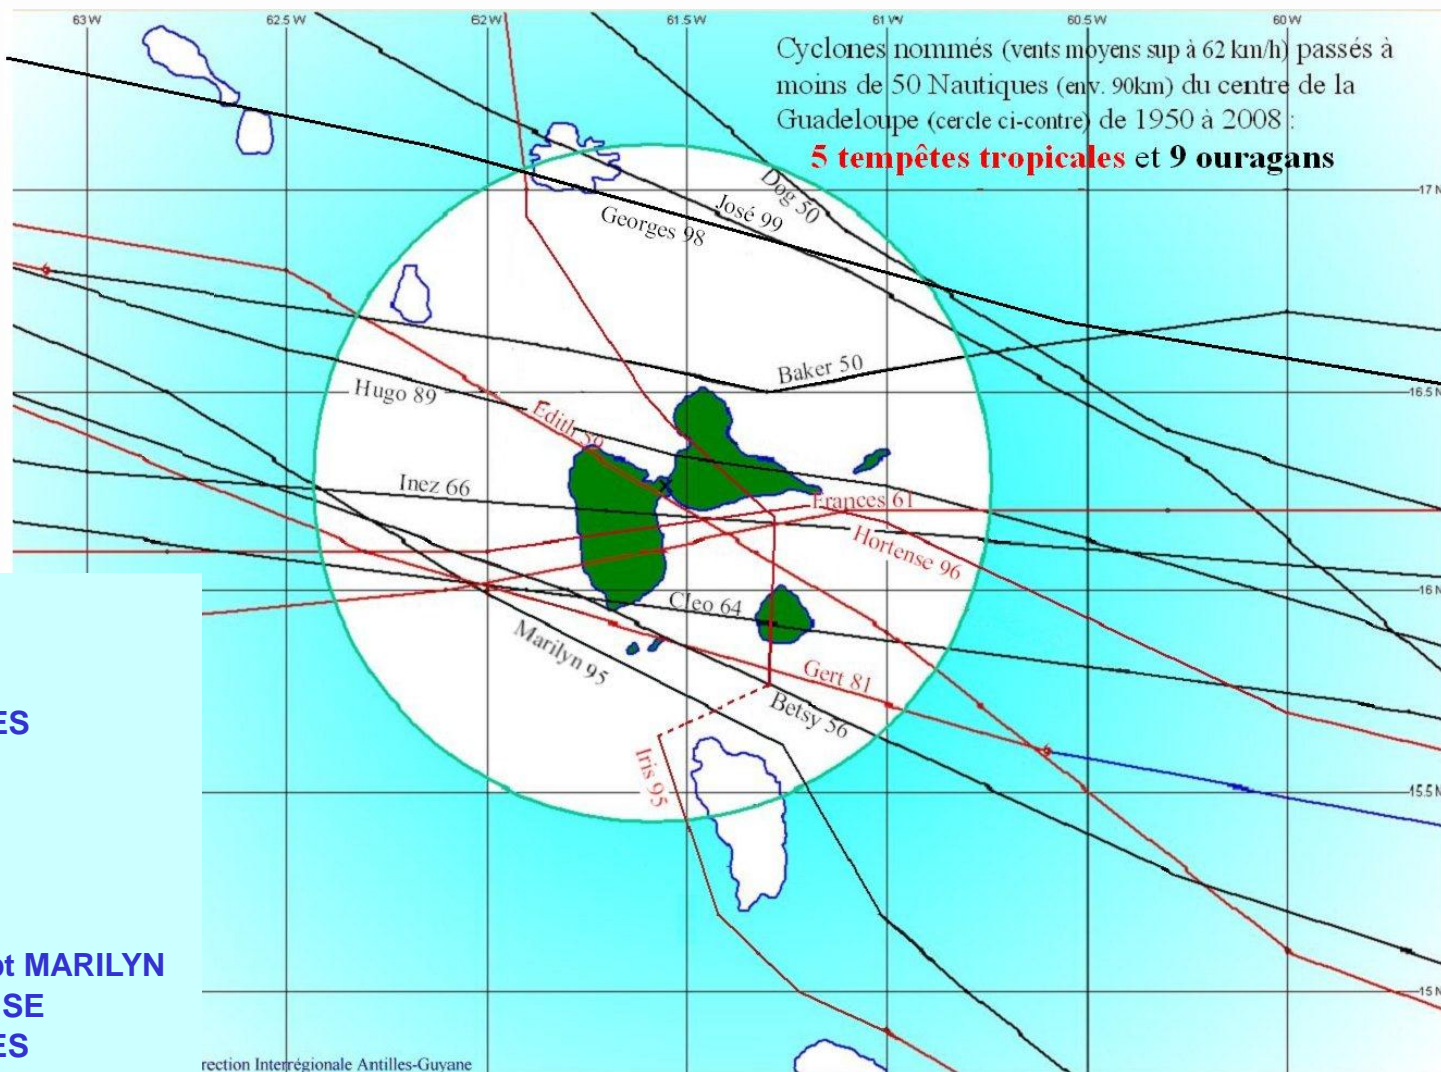 63 W 62.5 W 62 W 61.5 W 61 W 60.5 W 60 W
Cyclones nommés (vents moyens sup à 62 km/h) passés à
moins de 50 Nautiques (env. 90km) du centre de la
Guadeloupe (cercle ci-contre) de 1950 à 2008 :
5 tempêtes tropicales et 9 ouragans
17 N
Dog 50
José 99
Georges 98
Baker 50
Hugo 89
16.5 N
Edith 59
Inez 66
Frances 61
Hortense 96
16 N
Cleo 64
Marilyn 95
Gert 81
Betsy 56
Iris 95
15.5 N
ES
ot MARILYN
SE
15 N
ES
rection Interrégionale Antilles-Guyane